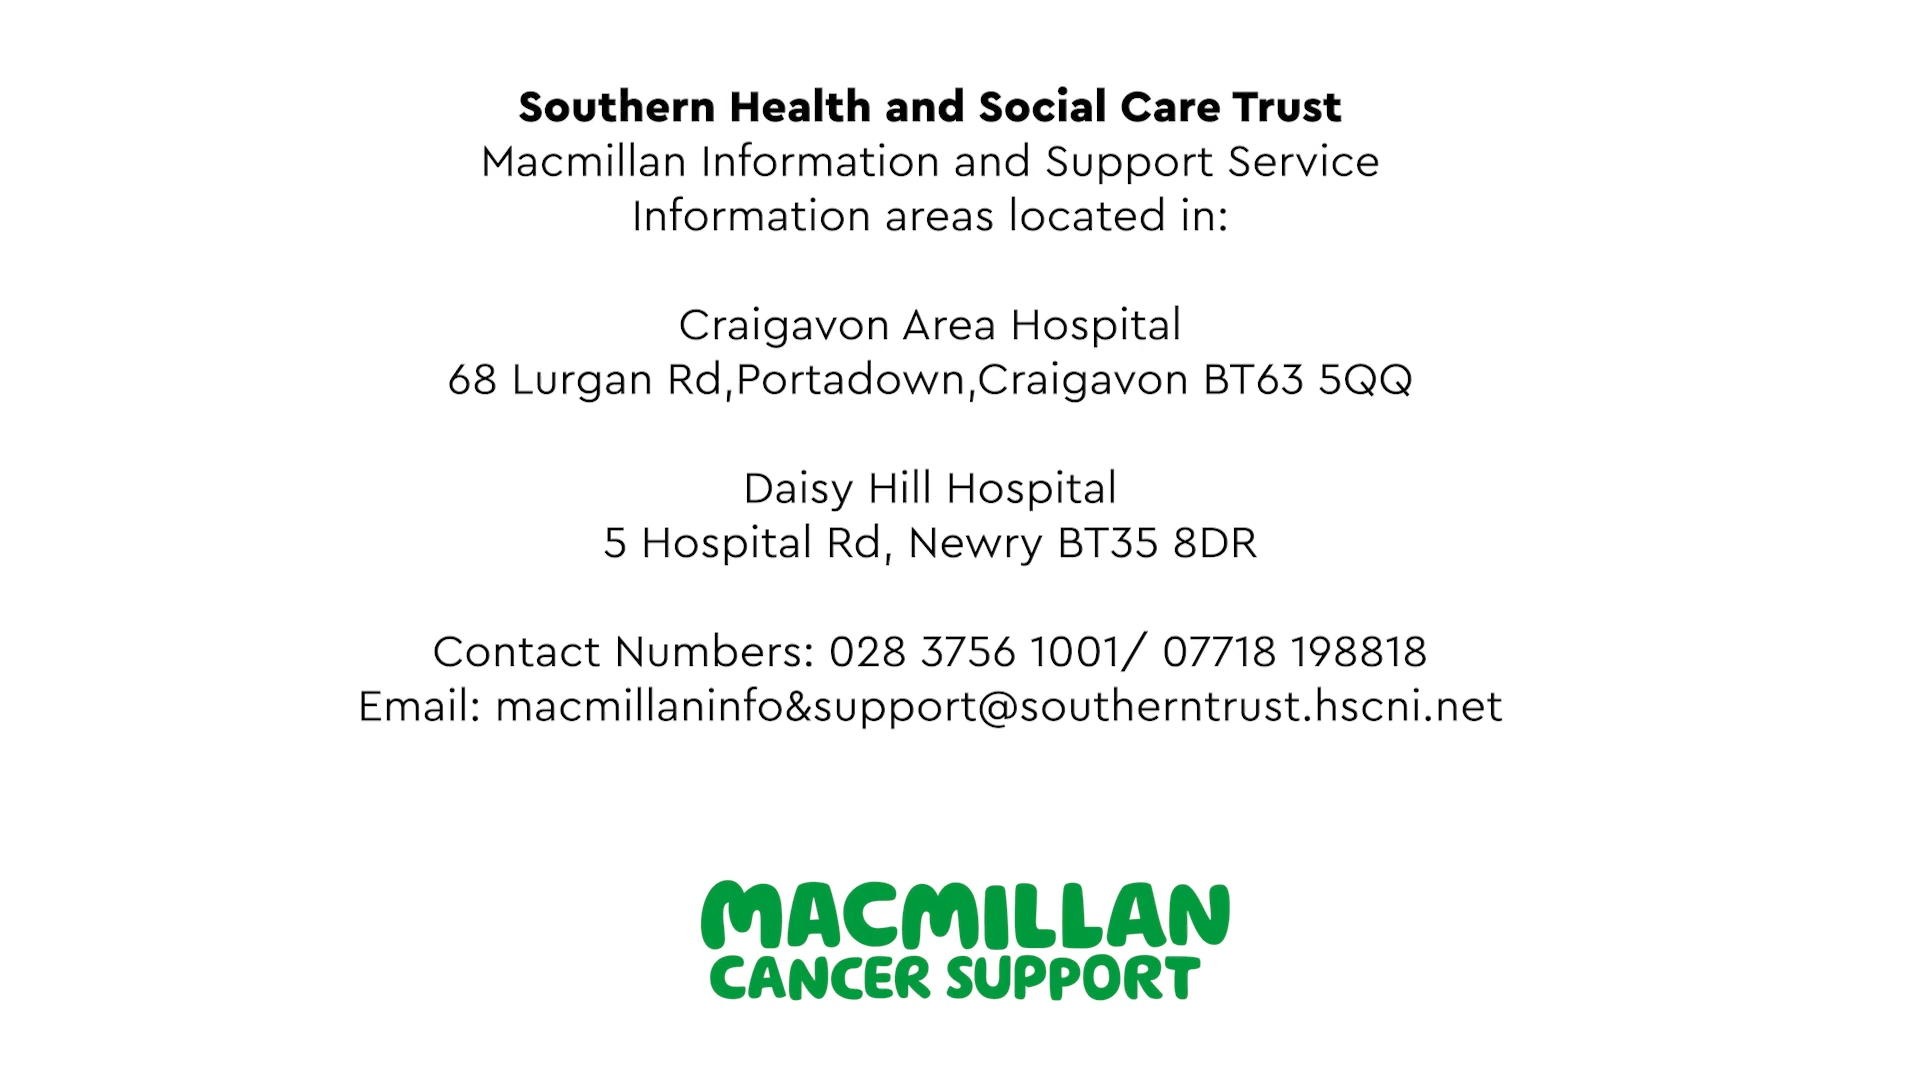 Southern Health and Social Care Trust
Macmillan Information and Support Service
Information areas located in:
Craigavon Area Hospital
68 Lurgan Rd,Portadown,Craigavon BT63 5QQ
Daisy Hill Hospital
5 Hospital Rd, Newry BT35 8DR
Contact Numbers: 028 3756 1001/ 07718 198818
Email: macmillaninfo&support@southerntrust.hscni.net
MACMILLAN
CANCER SUPPORT